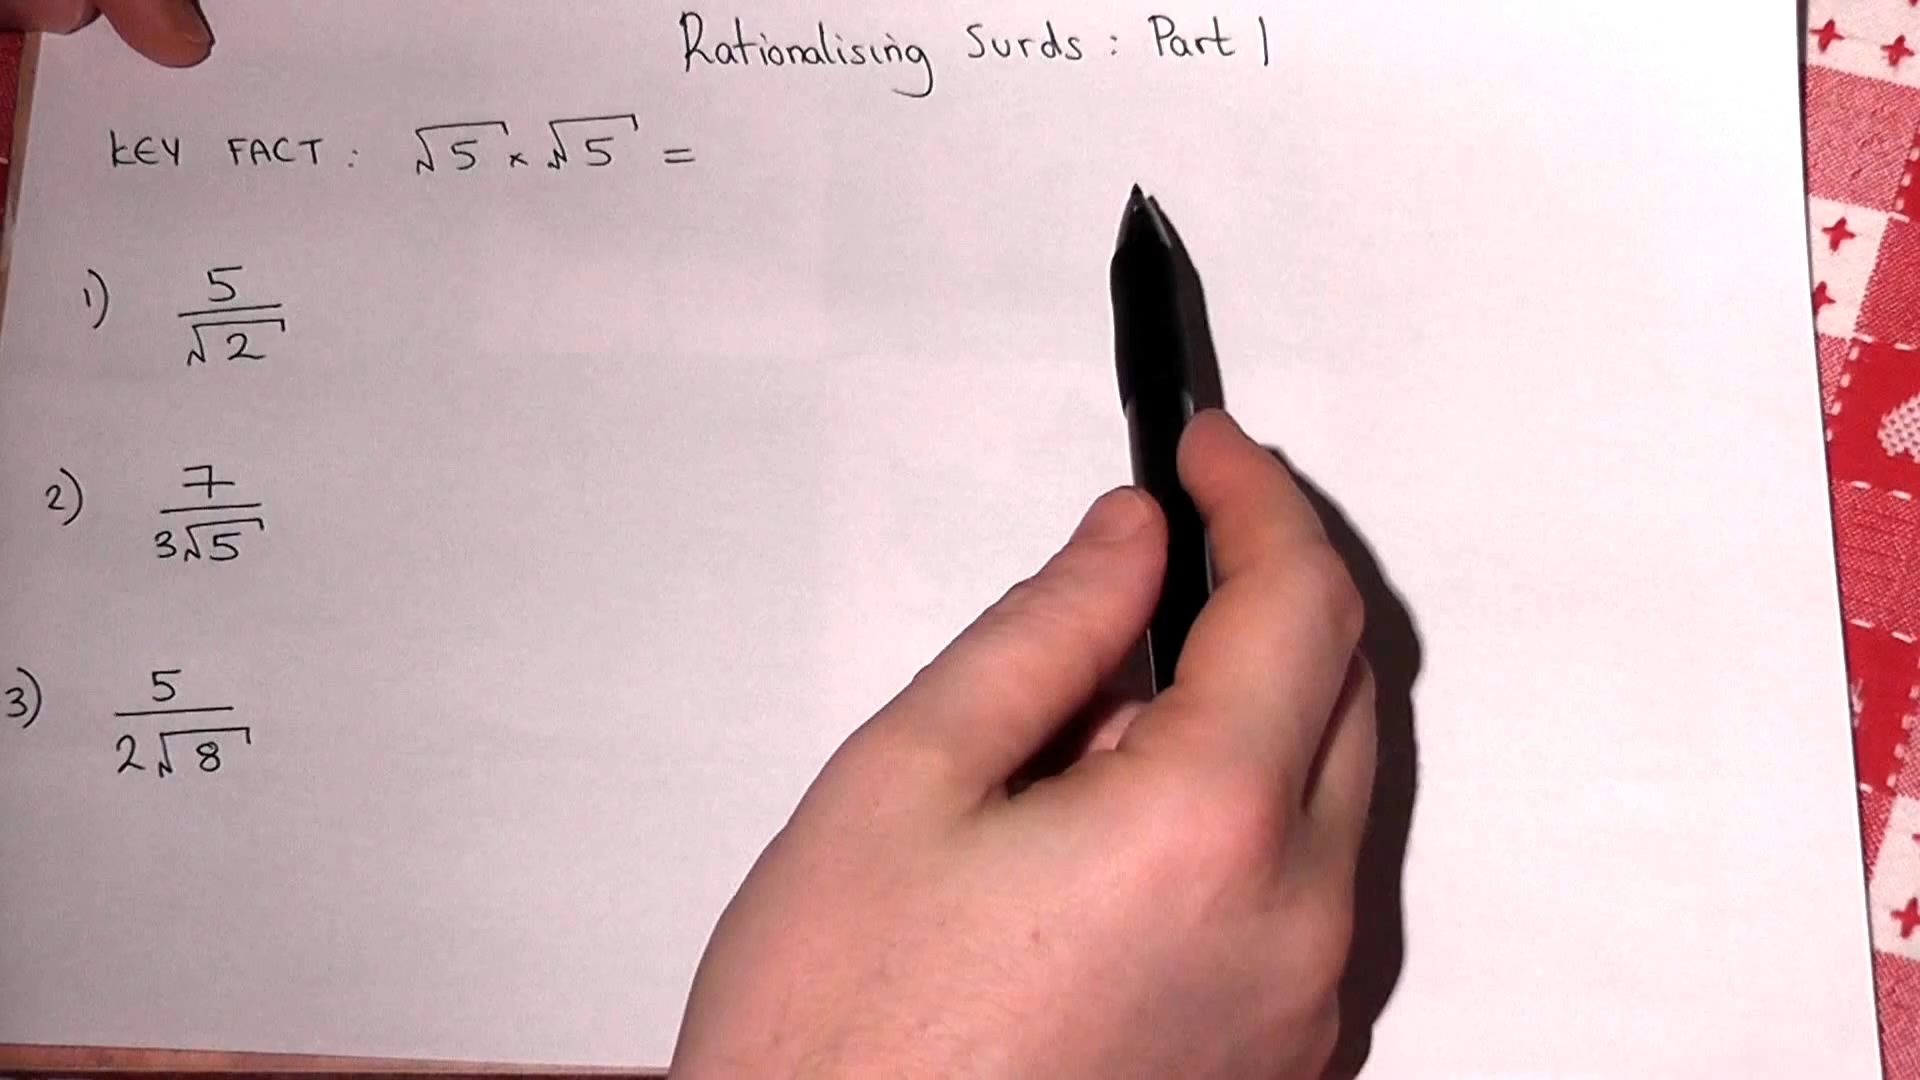 Rationalising Surds : Part 1
KEY FACT : √5 × √5 =
1) 5/√2
2) 7/3√5
3) 5/2√8